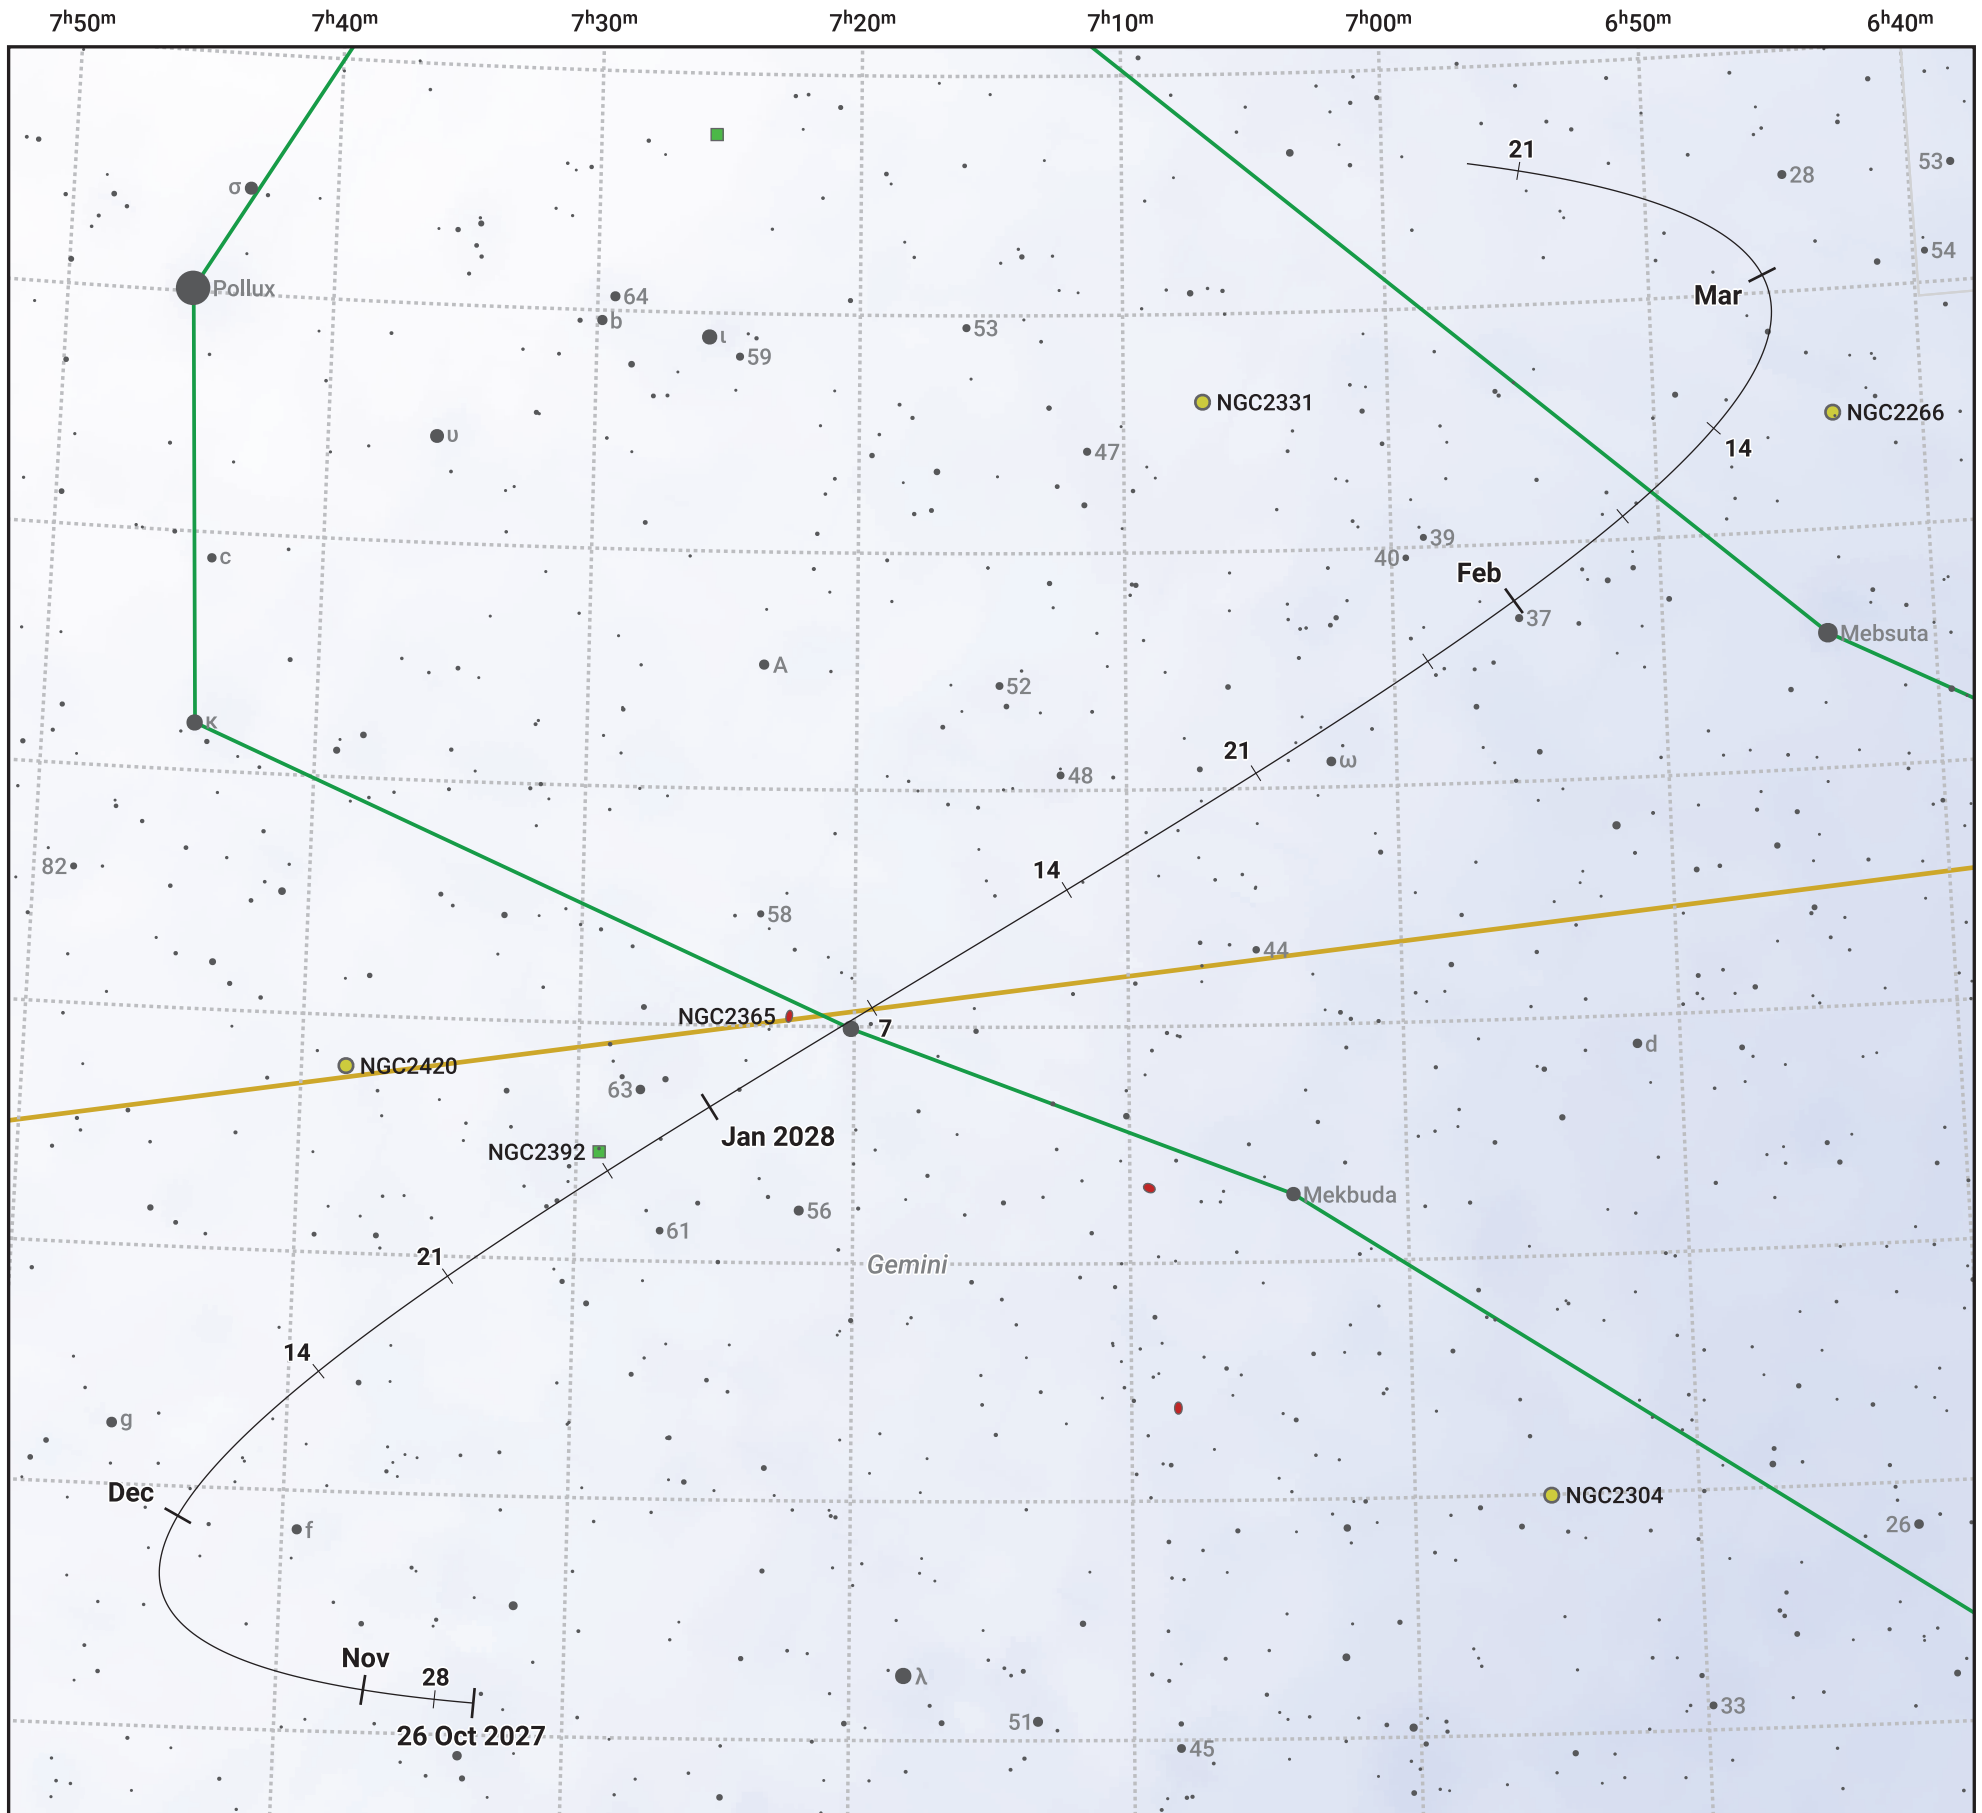 7ʰ50ᵐ 7ʰ40ᵐ 7ʰ30ᵐ 7ʰ20ᵐ 7ʰ10ᵐ 7ʰ00ᵐ 6ʰ50ᵐ 6ʰ40ᵐ
21
53
28
σ
54
Pollux
Mar
64
b
53
ι
59
NGC2331
NGC2266
υ
14
47
39
c
40
Feb
37
Mebsuta
A
52
κ
21
ω
48
82
14
58
44
NGC2365
7
d
NGC2420
63
Jan 2028
NGC2392
Mekbuda
56
61
21
Gemini
14
g
Dec
NGC2304
f
26
Nov
28
λ
33
51
26 Oct 2027
45